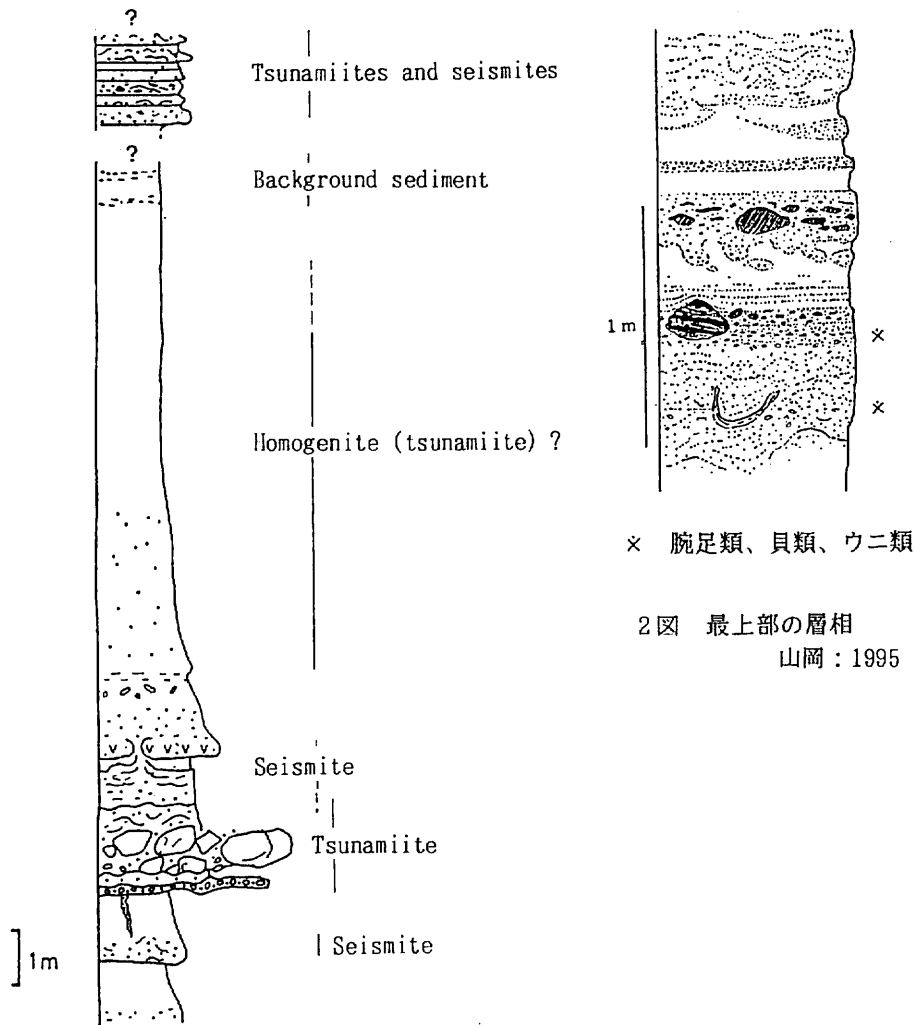 ?
Tsunamiites and seismites
?
Background sediment
Homogenite (tsunamiite) ?
v v v v v
Seismite
Tsunamiite
Seismite
1m
1m
※
※
※ 腕足類、貝類、ウニ類
2図 最上部の層相
山岡：1995